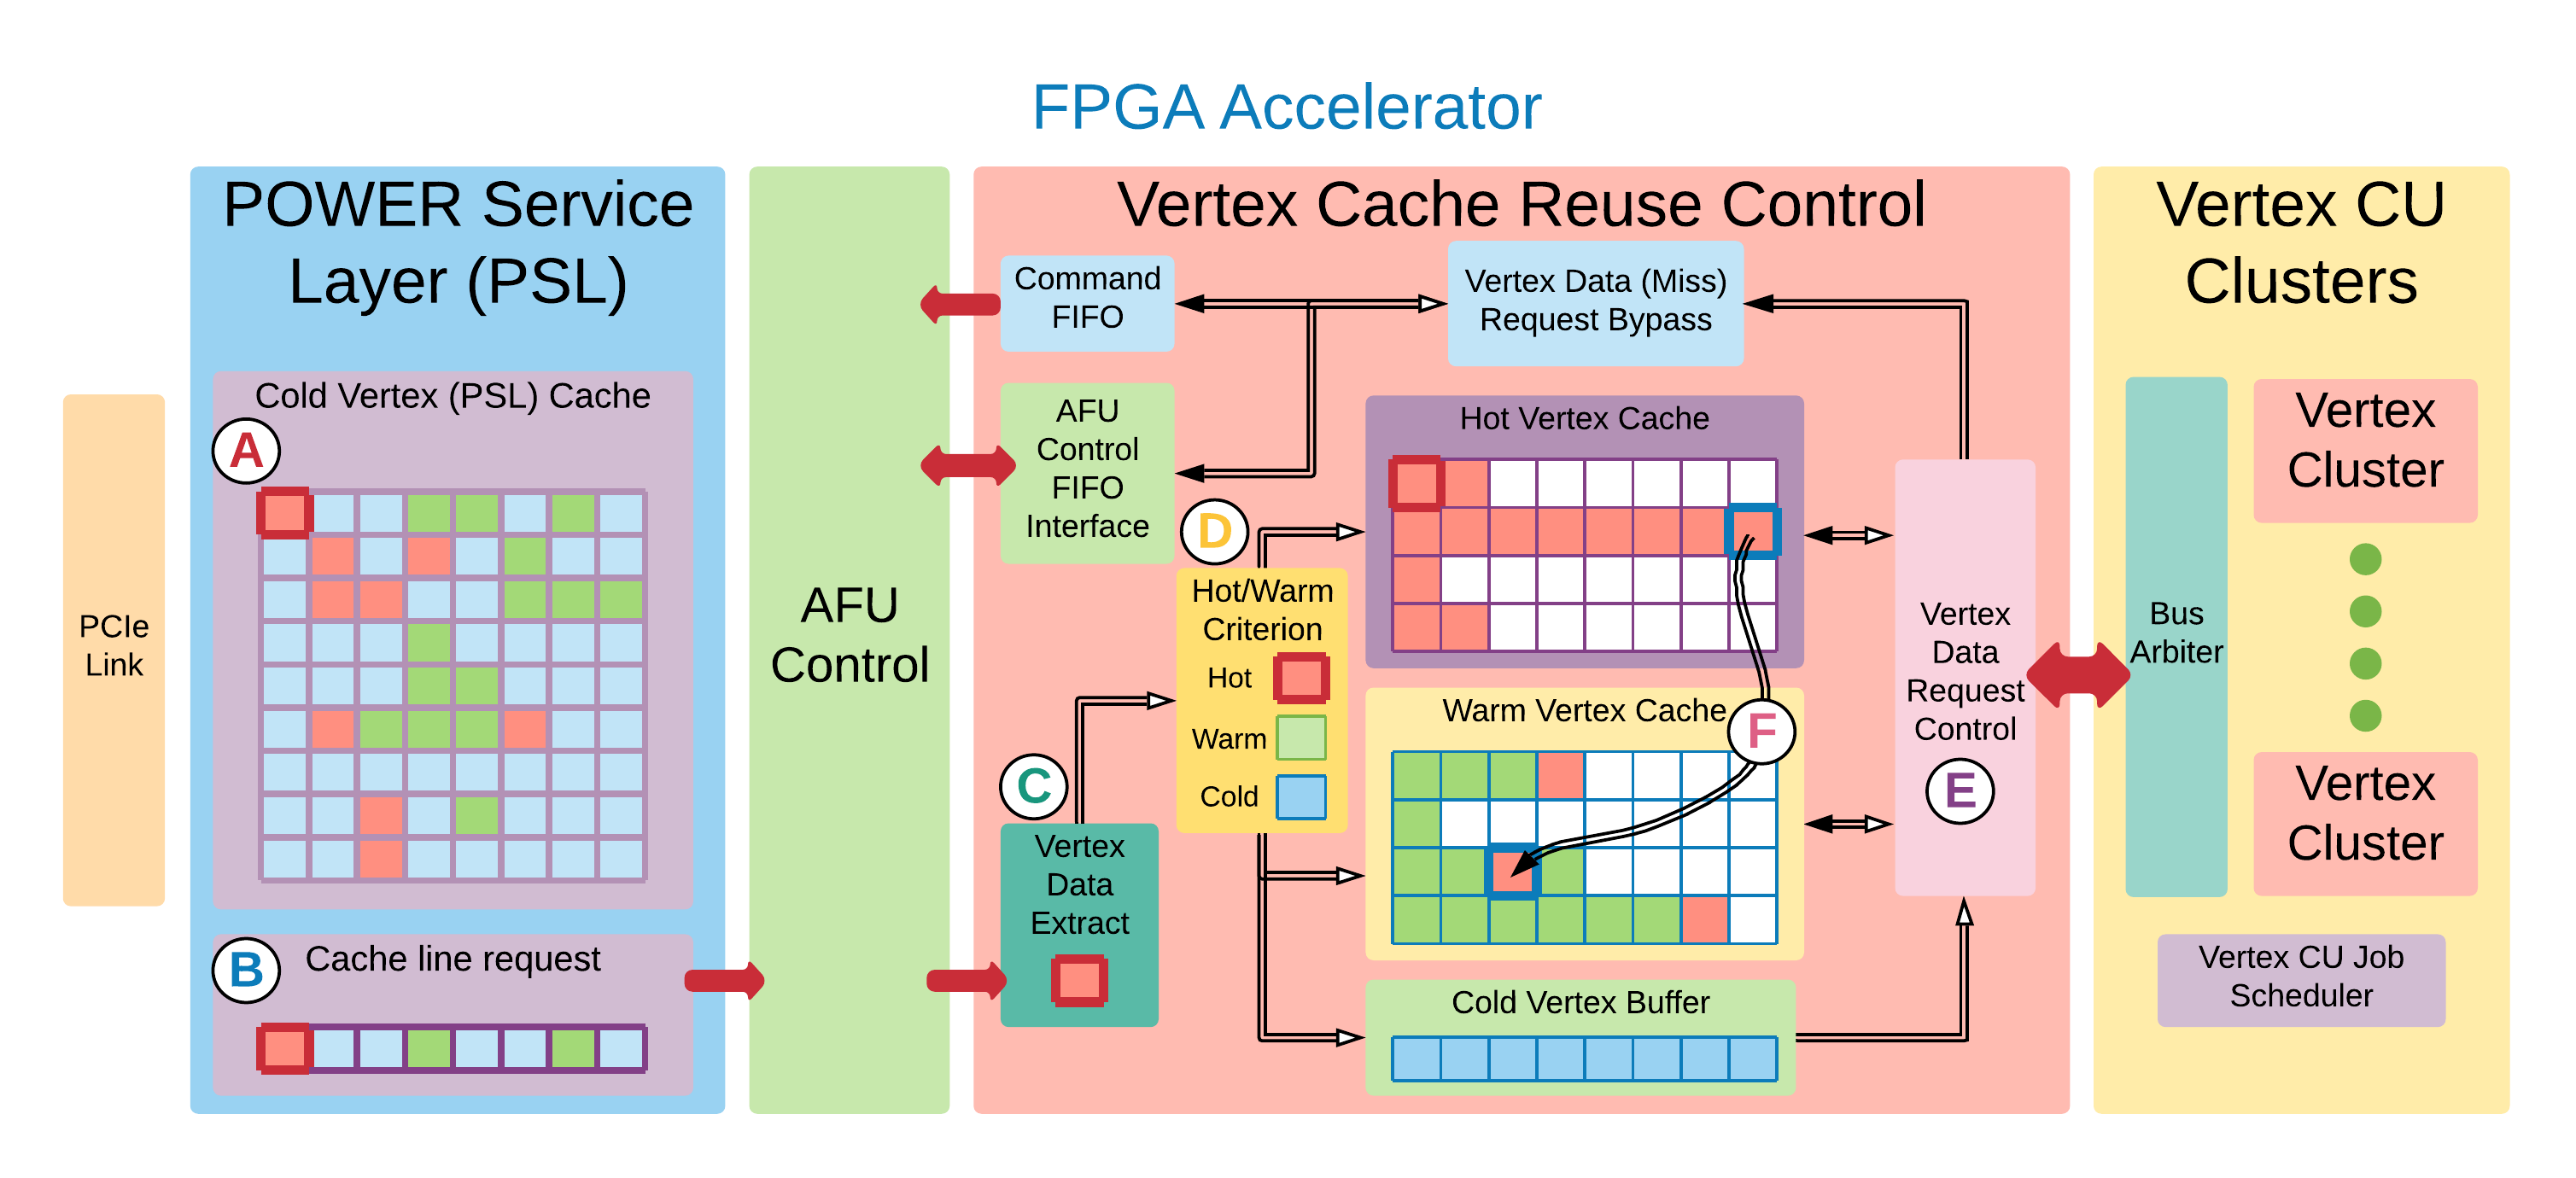 FPGA Accelerator
POWER Service
Layer (PSL)
Vertex Cache Reuse Control
Vertex CU
Clusters
PCIe
Link
Cold Vertex (PSL) Cache
A
B
Cache line request
AFU
Control
Command
FIFO
Vertex Data (Miss)
Request Bypass
AFU
Control
FIFO
Interface
D
Hot/Warm
Criterion
Hot
Warm
Cold
C
Vertex
Data
Extract
Hot Vertex Cache
Warm Vertex Cache
F
Cold Vertex Buffer
Vertex
Data
Request
Control
E
Bus
Arbiter
Vertex
Cluster
Vertex
Cluster
Vertex CU Job
Scheduler